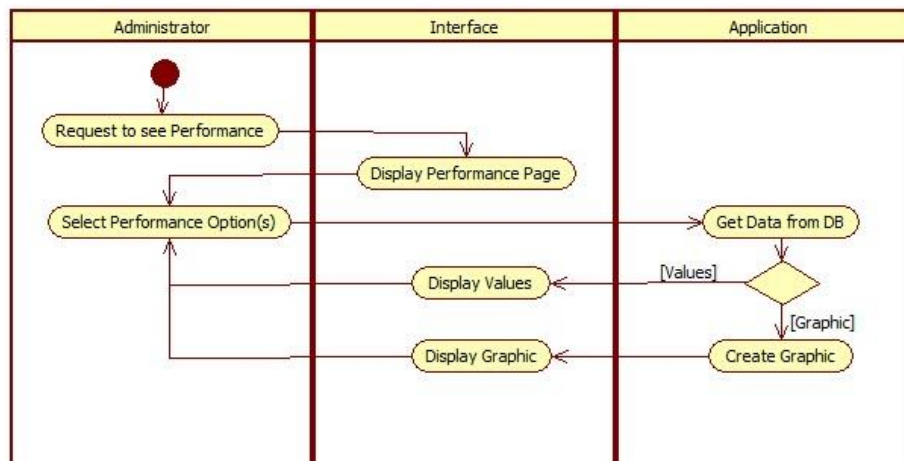 Administrator
Interface
Application
Request to see Performance
Display Performance Page
Select Performance Option(s)
Get Data from DB
[Values]
Display Values
[Graphic]
Display Graphic
Create Graphic